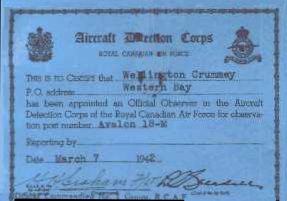 Aircraft Detection Corps
ROYAL CANADIAN AIR FORCE
THIS IS TO CERTIFY that Wellington Crummey
P.O. address Western Bay
has been appointed an Official Observer in the Aircraft
Detection Corps of the Royal Canadian Air Force for observa-
tion post number Avalon 18-M
Reporting by
Date March 7 1942
Group, R.C.A.F.